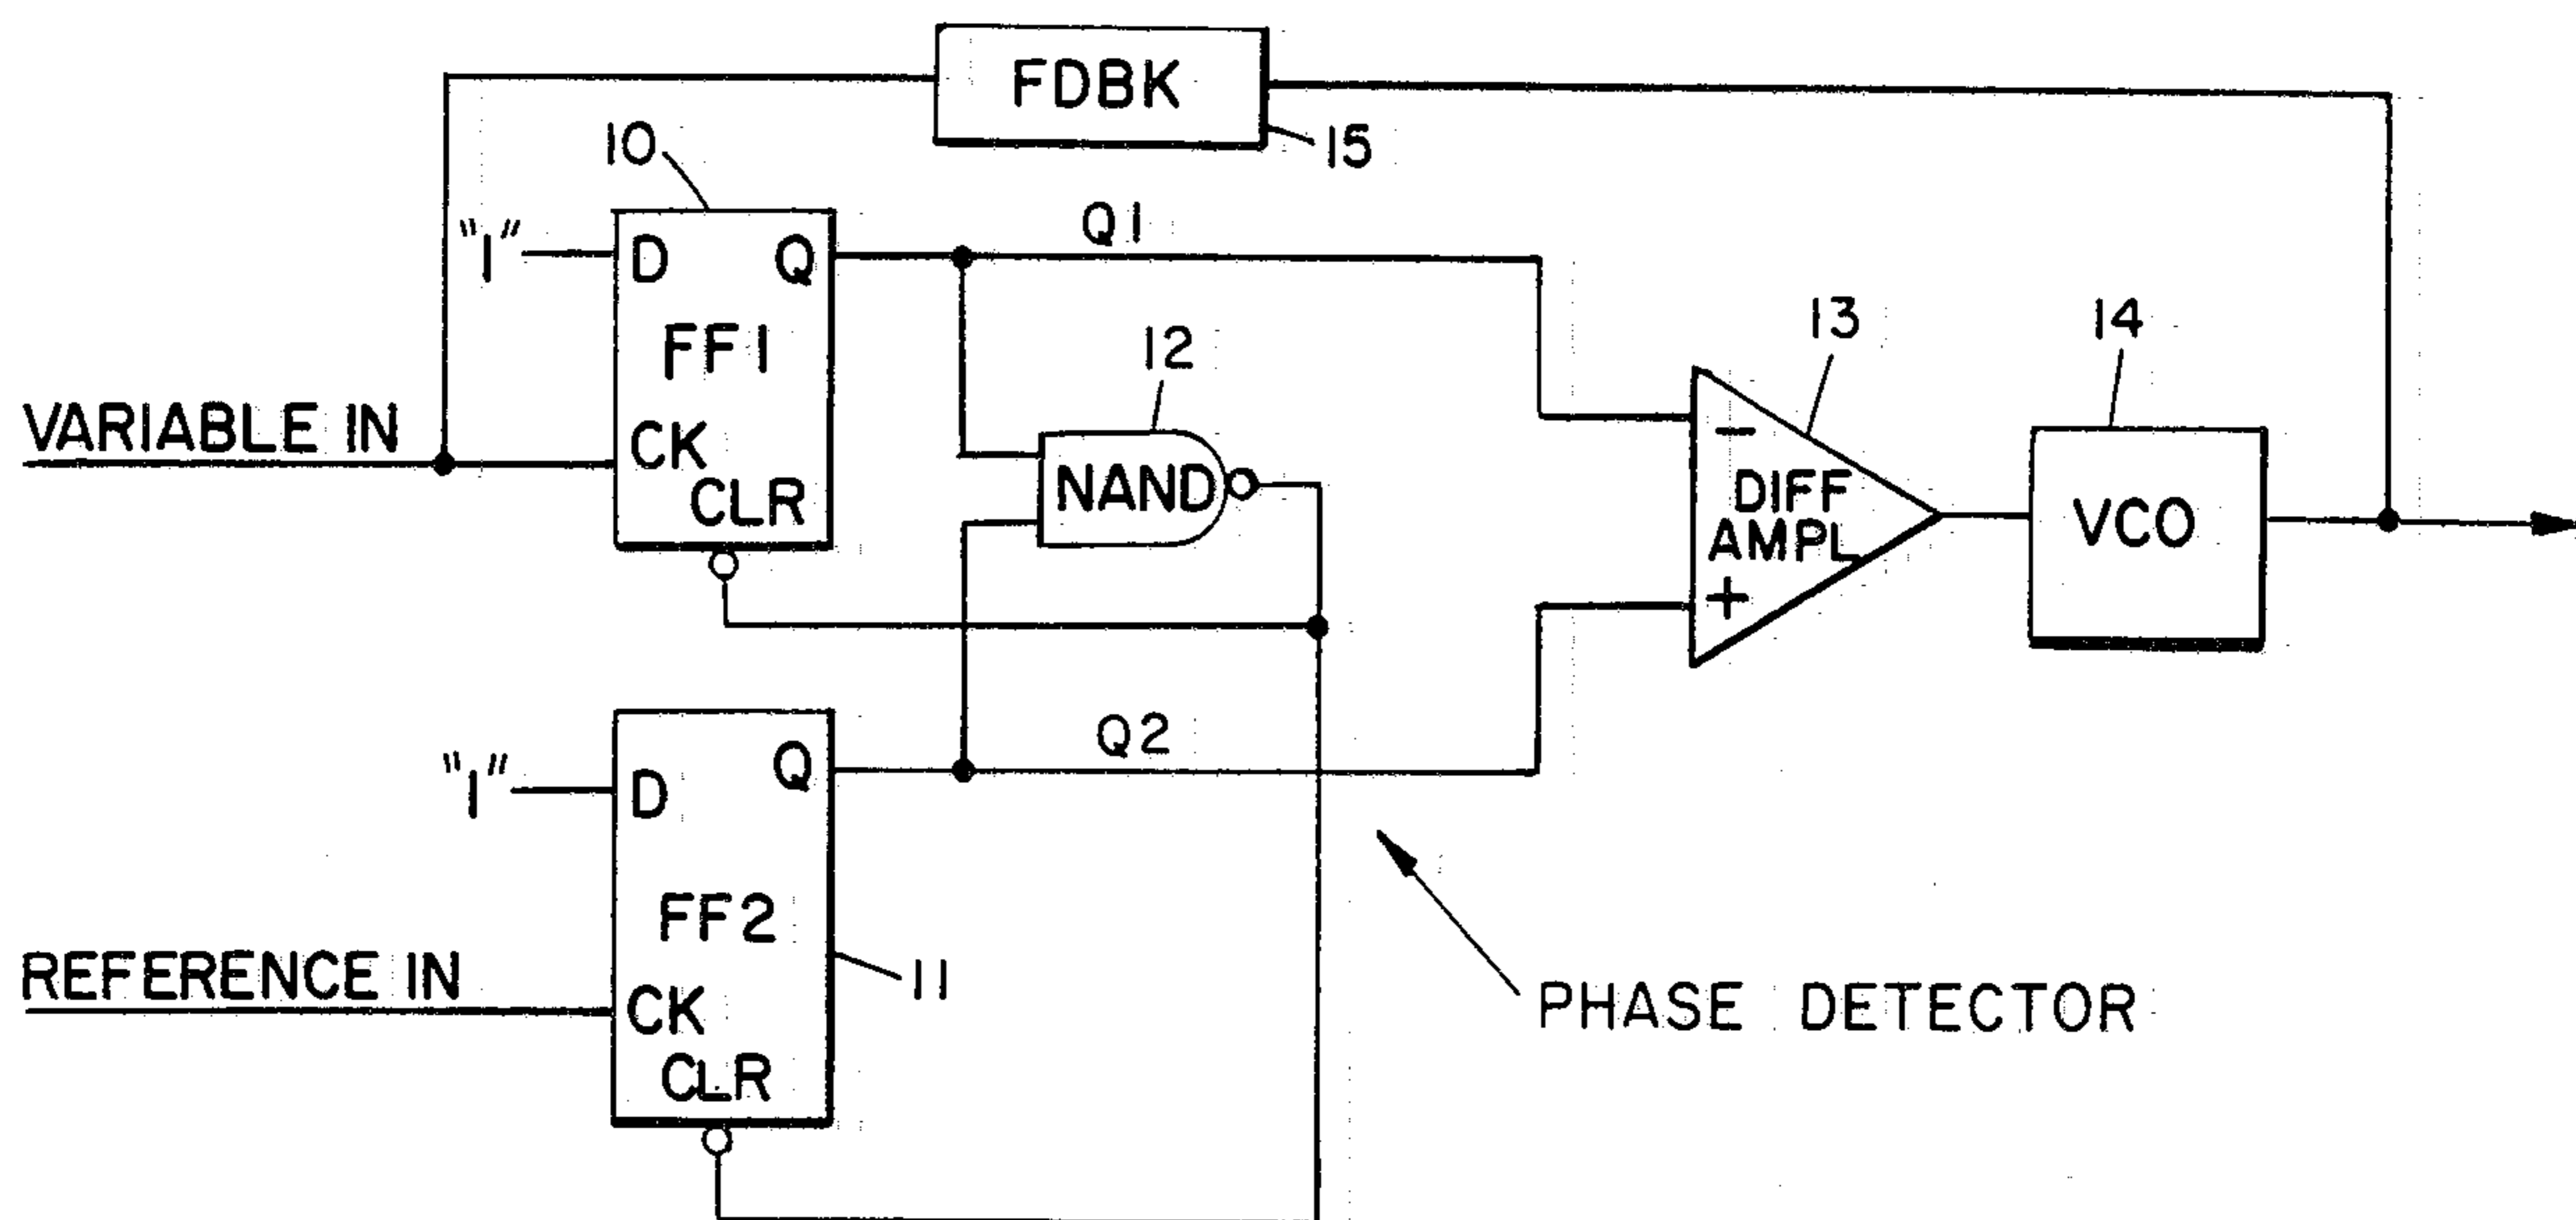 FDBK
15
10
"1"
D
Q
Q1
FF1
VARIABLE IN
CK
CLR
12
NAND
13
14
-
DIFF
AMPL
+
VCO
"1"
D
Q
Q2
FF2
11
REFERENCE IN
CK
CLR
PHASE DETECTOR